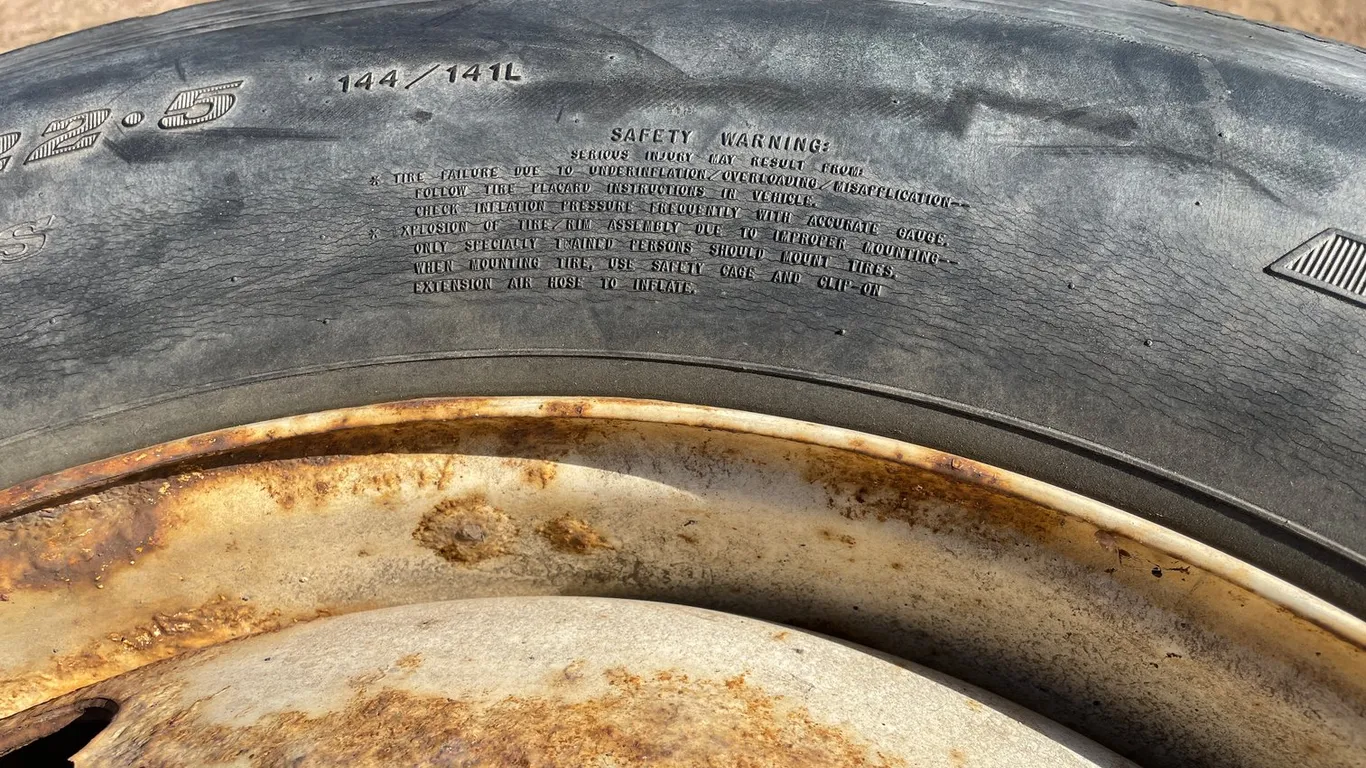 144/141L
22.5
SAFETY WARNING:
SERIOUS INJURY MAY RESULT FROM:
* TIRE FAILURE DUE TO UNDERINFLATION/OVERLOADING/MISAPPLICATION--
FOLLOW TIRE PLACARD INSTRUCTIONS IN VEHICLE.
CHECK INFLATION PRESSURE FREQUENTLY WITH ACCURATE GAUGE.
* XPLOSION OF TIRE/RIM ASSEMBLY DUE TO IMPROPER MOUNTING--
ONLY SPECIALLY TRAINED PERSONS SHOULD MOUNT TIRES.
WHEN MOUNTING TIRE, USE SAFETY CAGE AND CLIP-ON
EXTENSION AIR HOSE TO INFLATE.
S